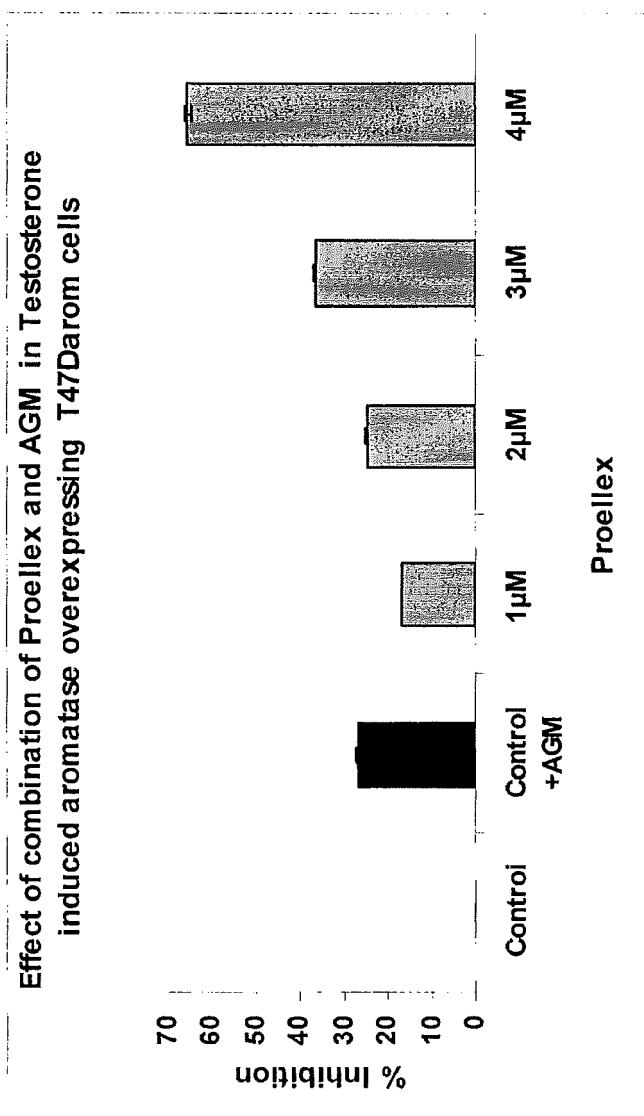 Effect of combination of Proellex and AGM in Testosterone
induced aromatase overexpressing T47Darom cells
% Inhibition
70
60
50
40
30
20
10
0
Control
Control
+AGM
1µM
2µM
3µM
4µM
Proellex